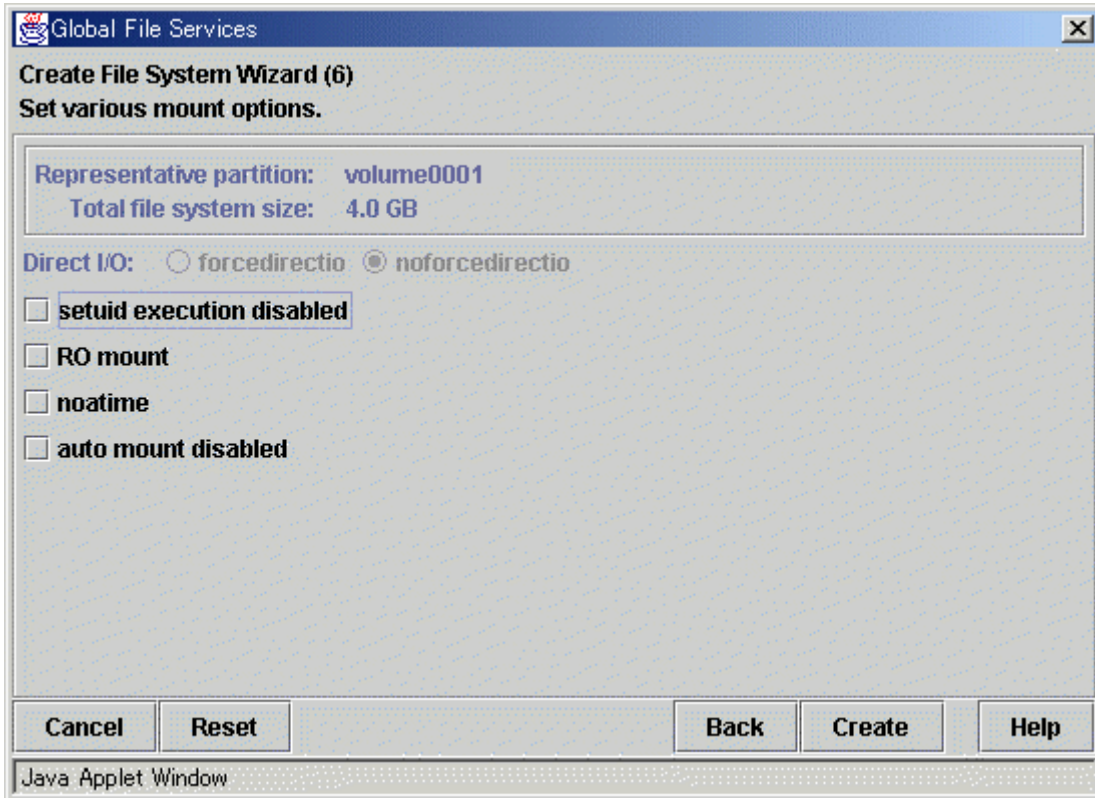 Global File Services
Create File System Wizard (6)
Set various mount options.
Representative partition: volume0001
Total file system size: 4.0 GB
Direct I/O: forcedirectio noforcedirectio
setuid execution disabled
RO mount
noatime
auto mount disabled
Cancel Reset Back Create Help
Java Applet Window